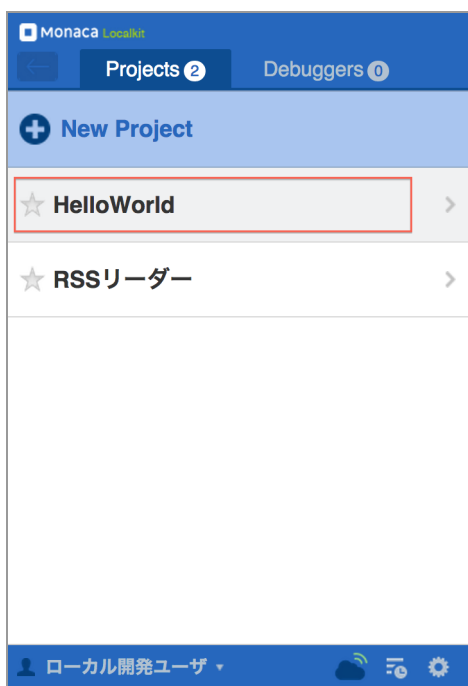 Monaca Localkit
Projects 2 Debuggers 0
New Project
HelloWorld
RSSリーダー
ローカル開発ユーザ